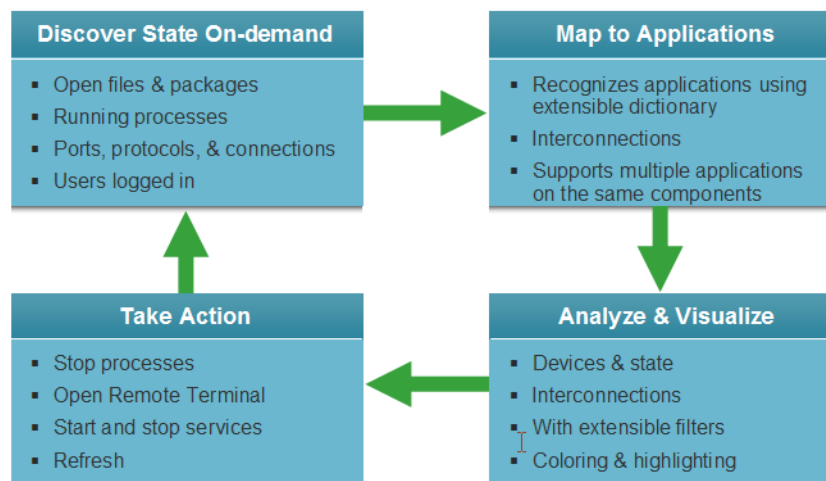 Discover State On-demand
▪ Open files & packages
▪ Running processes
▪ Ports, protocols, & connections
▪ Users logged in
Map to Applications
▪ Recognizes applications using
extensible dictionary
▪ Interconnections
▪ Supports multiple applications
on the same components
Analyze & Visualize
▪ Devices & state
▪ Interconnections
▪ With extensible filters
▪ Coloring & highlighting
Take Action
▪ Stop processes
▪ Open Remote Terminal
▪ Start and stop services
▪ Refresh